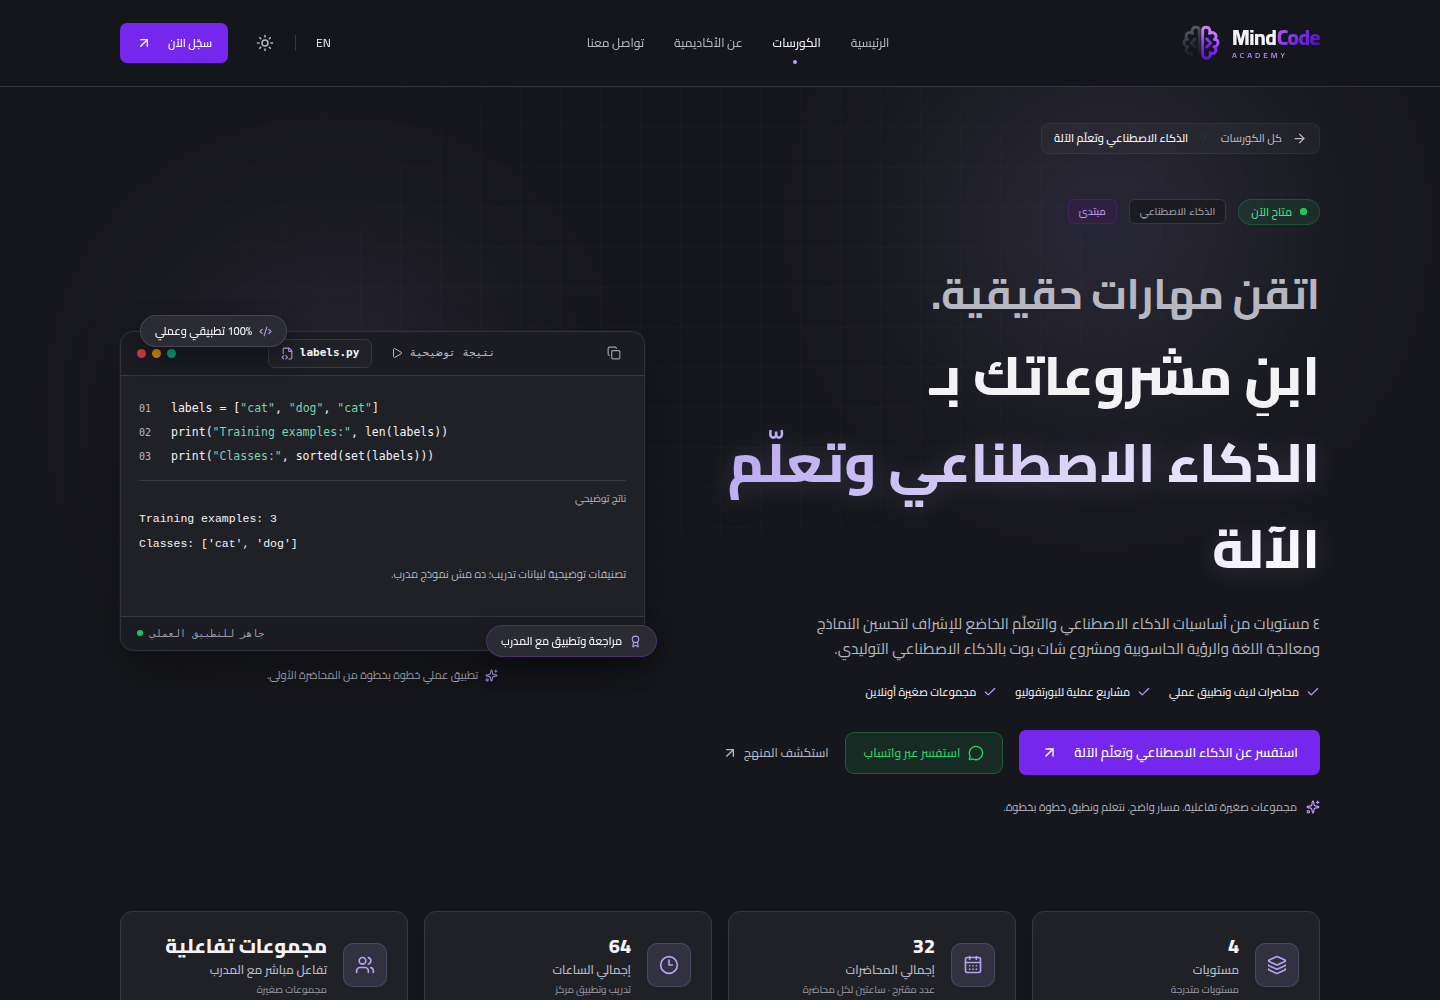 MindCode
ACADEMY
الرئيسية
الكورسات
عن الأكاديمية
تواصل معنا
EN
سجّل الآن
كل الكورسات / الذكاء الاصطناعي وتعلّم الآلة
متاح الآن
الذكاء الاصطناعي
مبتدئ
اتقن مهارات حقيقية.
ابنِ مشروعاتك بـ
الذكاء الاصطناعي وتعلّم
الآلة
٤ مستويات من أساسيات الذكاء الاصطناعي والتعلّم الخاضع للإشراف لتحسين النماذج
ومعالجة اللغة والرؤية الحاسوبية ومشروع شات بوت بالذكاء الاصطناعي التوليدي.
محاضرات لايف وتطبيق عملي
مشاريع عملية للبورتفوليو
مجموعات صغيرة أونلاين
استفسر عن الذكاء الاصطناعي وتعلّم الآلة
استفسر عبر واتساب
استكشف المنهج
مجموعات صغيرة تفاعلية. مسار واضح. نتعلم ونطبق خطوة بخطوة.
100% تطبيقي وعملي
labels.py
نتيجة توضيحية
01 labels = ["cat", "dog", "cat"]
02 print("Training examples:", len(labels))
03 print("Classes:", sorted(set(labels)))
ناتج توضيحي
Training examples: 3
Classes: ['cat', 'dog']
تصنيفات توضيحية لبيانات تدريب؛ ده مش نموذج مدرب.
جاهز للتطبيق العملي
مراجعة وتطبيق مع المدرب
تطبيق عملي خطوة بخطوة من المحاضرة الأولى.
4
مستويات
مستويات متدرجة
32
إجمالي المحاضرات
عدد مقترح · ساعتين لكل محاضرة
64
إجمالي الساعات
تدريب وتطبيق مركز
مجموعات تفاعلية
تفاعل مباشر مع المدرب
مجموعات صغيرة